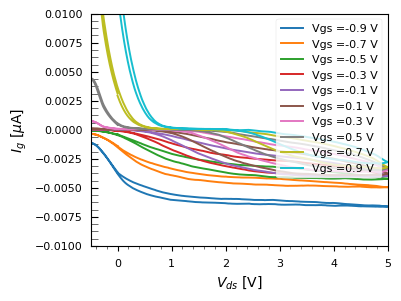 0.0100
0.0075
0.0050
0.0025
0.0000
−0.0025
−0.0050
−0.0075
−0.0100
I_g [μA]
Vgs =-0.9 V
Vgs =-0.7 V
Vgs =-0.5 V
Vgs =-0.3 V
Vgs =-0.1 V
Vgs =0.1 V
Vgs =0.3 V
Vgs =0.5 V
Vgs =0.7 V
Vgs =0.9 V
0 1 2 3 4 5
V_ds [V]